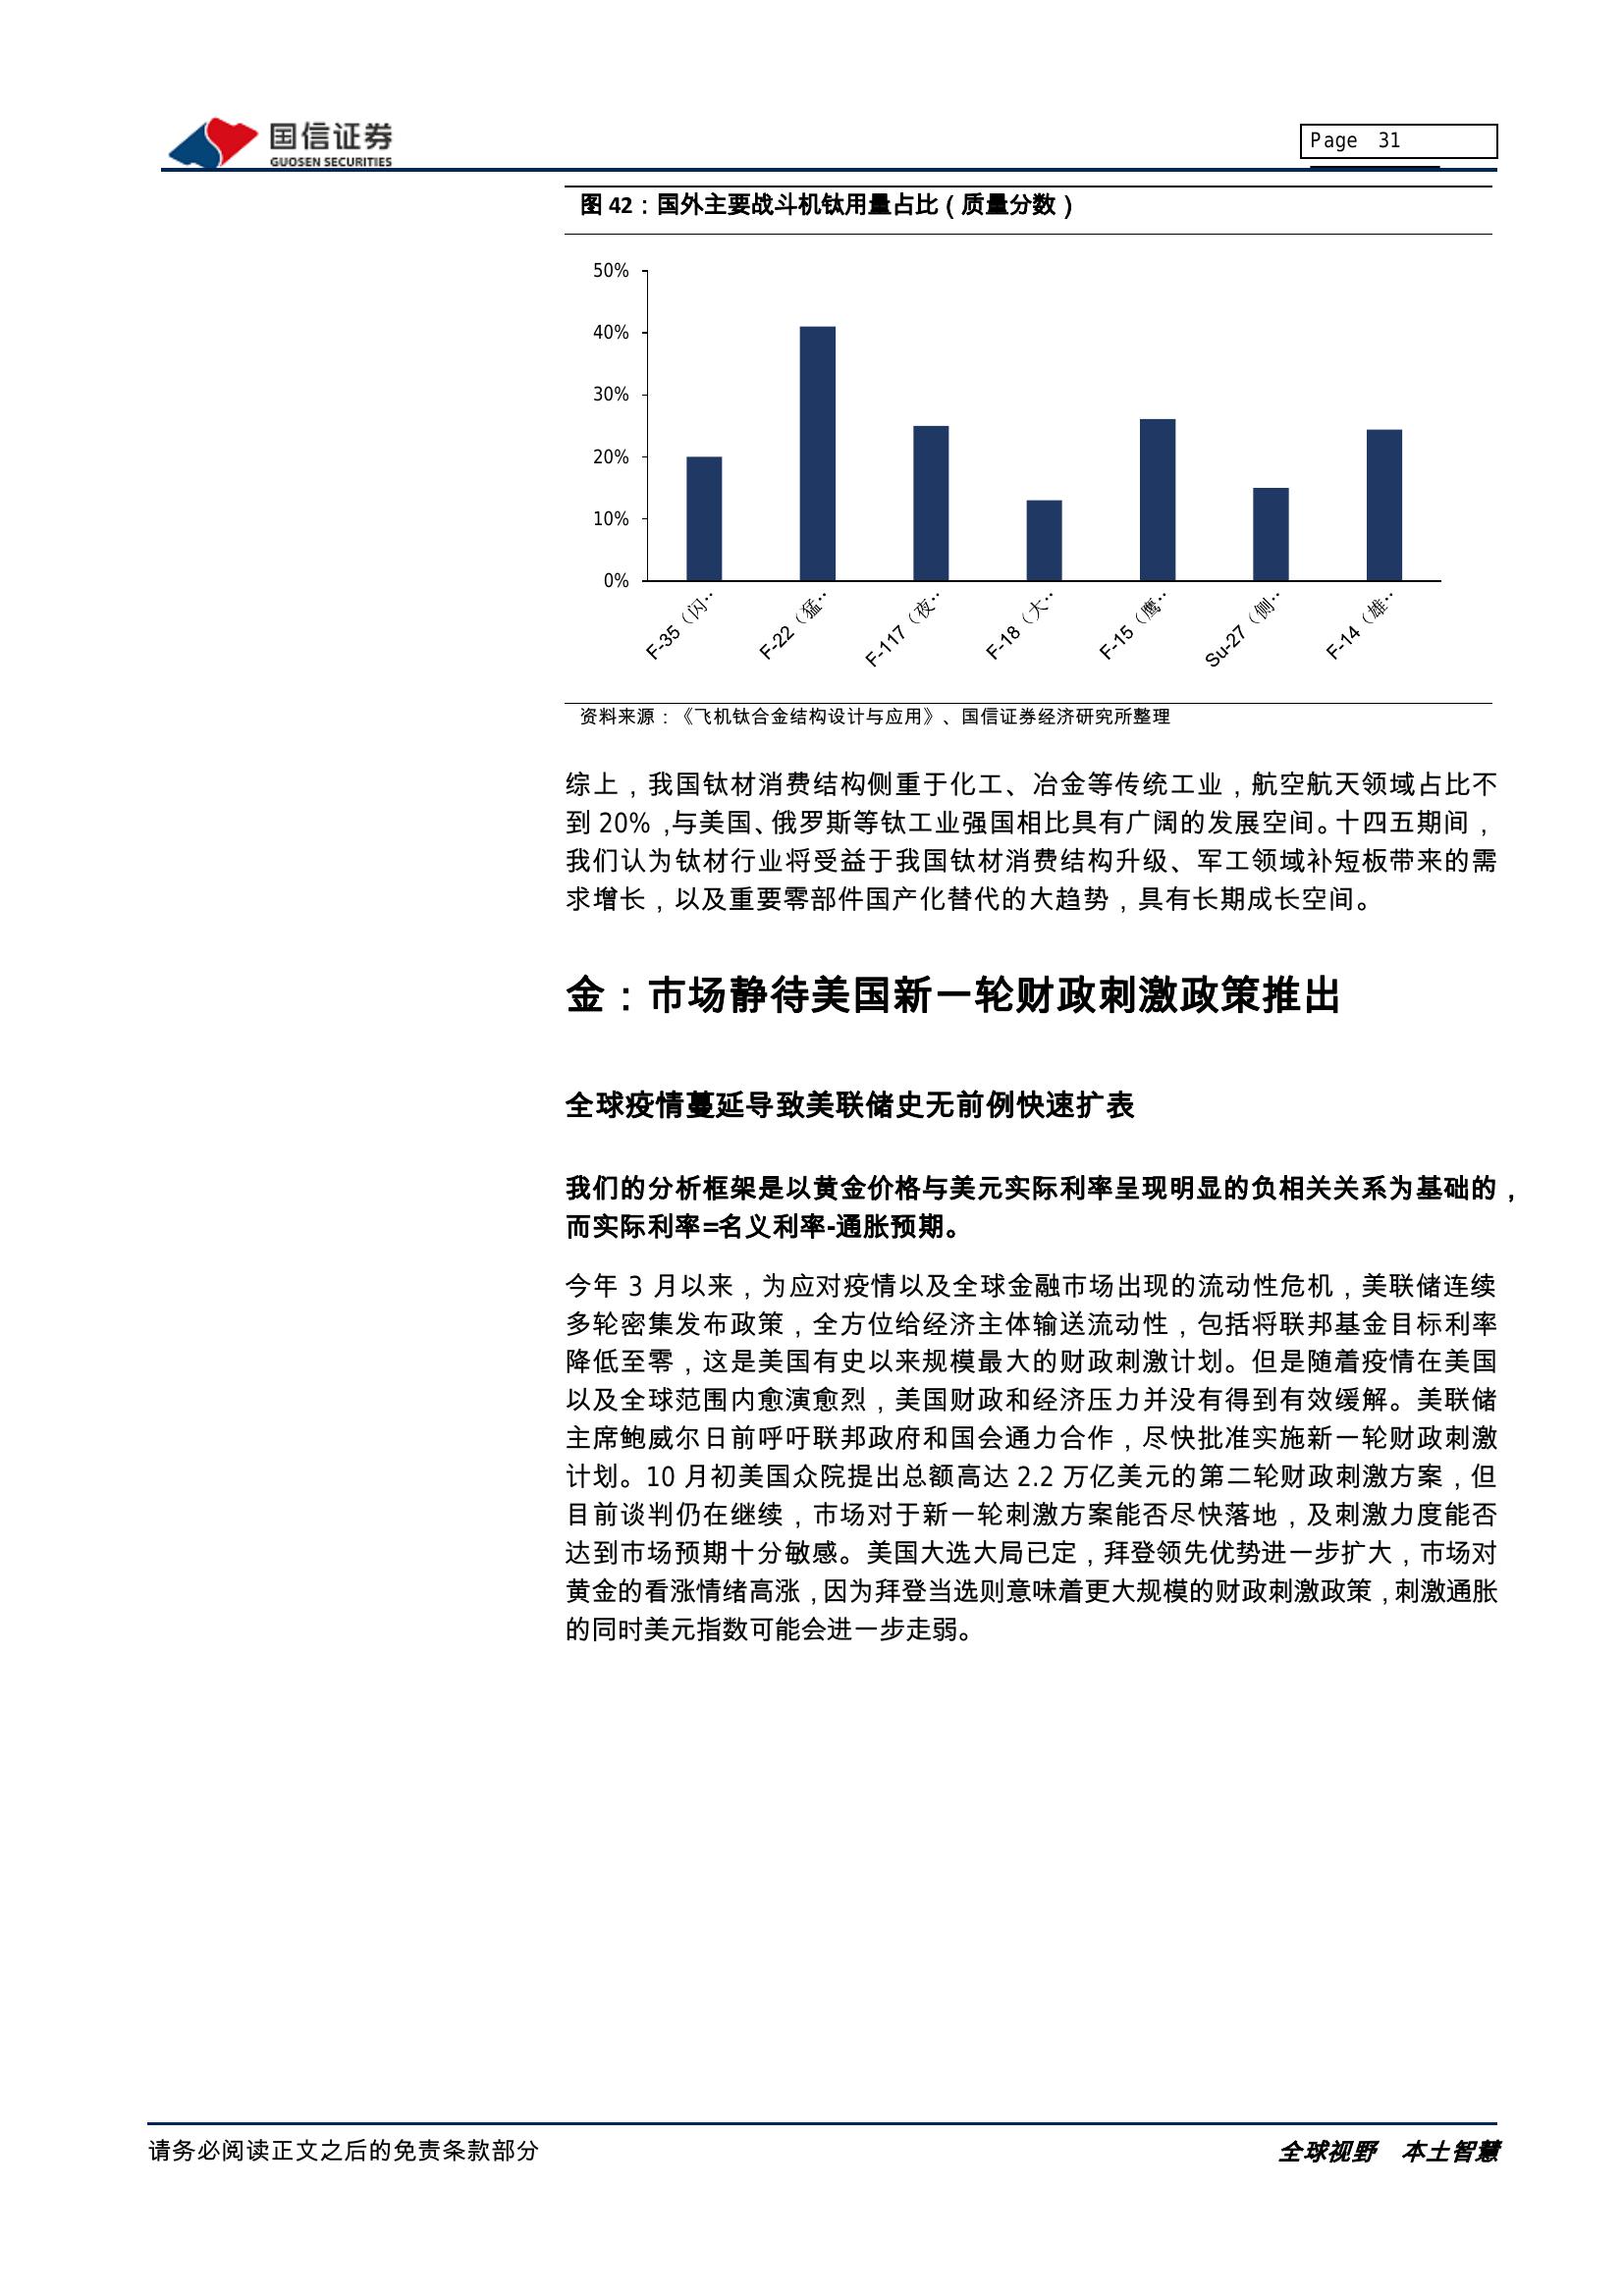 国信证券
GUOSEN SECURITIES
Page 31
图 42：国外主要战斗机钛用量占比（质量分数）
50%
40%
30%
20%
10%
0%
F-35（闪··
F-22（猛··
F-117（夜··
F-18（大··
F-15（鹰··
Su-27（侧··
F-14（雄··
资料来源：《飞机钛合金结构设计与应用》、国信证券经济研究所整理
综上，我国钛材消费结构侧重于化工、冶金等传统工业，航空航天领域占比不
到 20%，与美国、俄罗斯等钛工业强国相比具有广阔的发展空间。十四五期间，
我们认为钛材行业将受益于我国钛材消费结构升级、军工领域补短板带来的需
求增长，以及重要零部件国产化替代的大趋势，具有长期成长空间。
金：市场静待美国新一轮财政刺激政策推出
全球疫情蔓延导致美联储史无前例快速扩表
我们的分析框架是以黄金价格与美元实际利率呈现明显的负相关关系为基础的，
而实际利率=名义利率-通胀预期。
今年 3 月以来，为应对疫情以及全球金融市场出现的流动性危机，美联储连续
多轮密集发布政策，全方位给经济主体输送流动性，包括将联邦基金目标利率
降低至零，这是美国有史以来规模最大的财政刺激计划。但是随着疫情在美国
以及全球范围内愈演愈烈，美国财政和经济压力并没有得到有效缓解。美联储
主席鲍威尔日前呼吁联邦政府和国会通力合作，尽快批准实施新一轮财政刺激
计划。10 月初美国众院提出总额高达 2.2 万亿美元的第二轮财政刺激方案，但
目前谈判仍在继续，市场对于新一轮刺激方案能否尽快落地，及刺激力度能否
达到市场预期十分敏感。美国大选大局已定，拜登领先优势进一步扩大，市场对
黄金的看涨情绪高涨，因为拜登当选则意味着更大规模的财政刺激政策，刺激通胀
的同时美元指数可能会进一步走弱。
请务必阅读正文之后的免责条款部分
全球视野 本土智慧